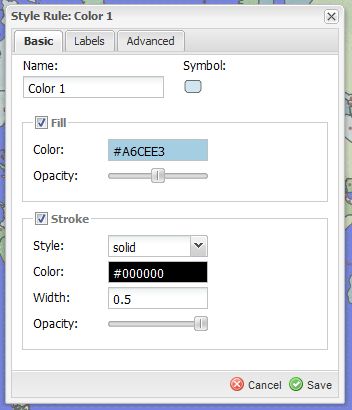 Style Rule: Color 1
Basic Labels Advanced
Name: Symbol:
Color 1
Fill
Color: #A6CEE3
Opacity:
Stroke
Style: solid
Color: #000000
Width: 0.5
Opacity:
Cancel Save